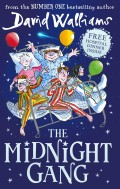 from the NUMBER ONE bestselling author
David Walliams
FREE
THE
MiDNiGHT
GANG